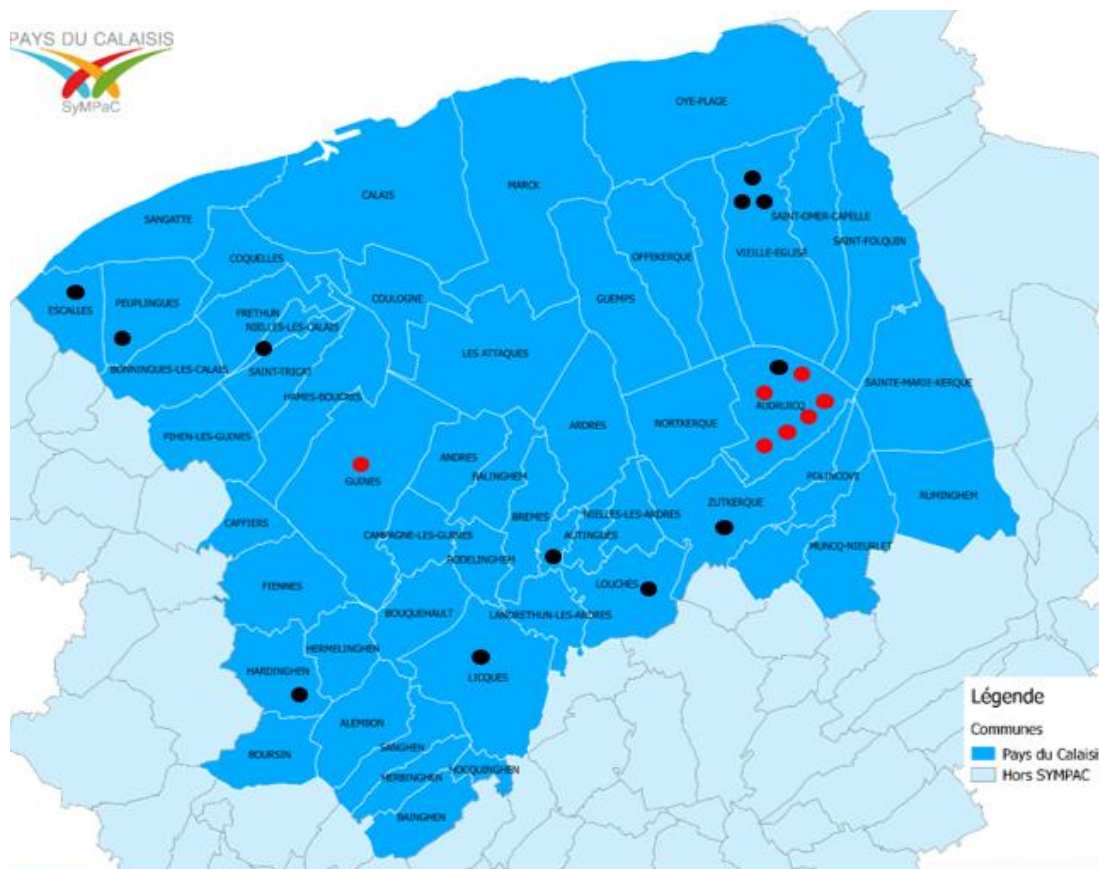 PAYS DU CALAISIS
SyMPaC
OYE-PLAGE
MARCK
CALAIS
SANGATTE
SAINT-OMER-CAPELLE
SAINT-FOLQUIN
VIEILLE-EGLISE
OFFEKERQUE
COQUELLES
GUEMPS
COULOGNE
PEUPLINGUES
ESCALLES
FRETHUN
NIELLES-LES-CALAIS
LES ATTAQUES
BONNINGUES-LES-CALAIS
SAINT-TRICAT
SAINTE-MARIE-KERQUE
HAMES-BOUCRES
AUDRUICQ
ARDRES
NORTKERQUE
PIHEN-LES-GUINES
ANDRES
BALINGHEM
GUINES
POLINCOVE
RUMINGHEM
ZUTKERQUE
BREMES
NIELLES-LES-ARDRES
CAFFIERS
CAMPAGNE-LES-GUINES
AUTINGUES
MUNCQ-NIEURLET
RODELINGHEM
FIENNES
LOUCHES
BOUQUEHAULT
LANDRETHUN-LES-ARDRES
HERMELINGHEN
HARDINGHEN
LICQUES
ALEMBON
SANGHEN
BOURSIN
HOCQUINGHEN
HERBINGHEN
BAINGHEN
Légende
Communes
Pays du Calaisi
Hors SYMPAC